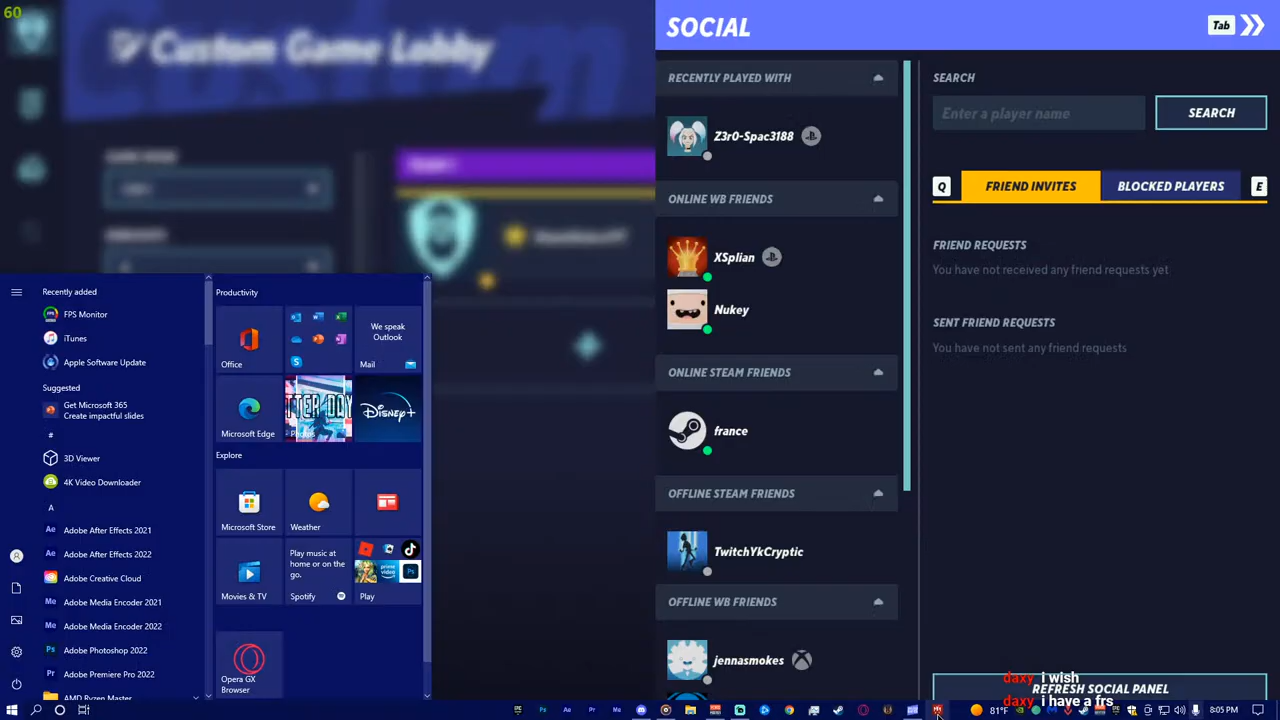 60
Custom Game Lobby
SOCIAL
Tab
RECENTLY PLAYED WITH
Z3r0-Spac3188
ONLINE WB FRIENDS
XSplian
Nukey
ONLINE STEAM FRIENDS
france
OFFLINE STEAM FRIENDS
TwitchYkCryptic
OFFLINE WB FRIENDS
jennasmokes
SEARCH
Enter a player name
SEARCH
Q
FRIEND INVITES
BLOCKED PLAYERS
E
FRIEND REQUESTS
You have not received any friend requests yet
SENT FRIEND REQUESTS
You have not sent any friend requests
REFRESH SOCIAL PANEL
daxy i wish
daxy i have a frs
Recently added
FPS Monitor
iTunes
Apple Software Update
Suggested
Get Microsoft 365
Create impactful slides
#
3D Viewer
4K Video Downloader
A
Adobe After Effects 2021
Adobe After Effects 2022
Adobe Creative Cloud
Adobe Media Encoder 2021
Adobe Media Encoder 2022
Adobe Photoshop 2022
Adobe Premiere Pro 2022
AMD Ryzen Master
Productivity
Office
We speak
Outlook
Mail
Microsoft Edge
Photos
Disney+
Explore
Microsoft Store
Weather
Movies & TV
Play music at
home or on the
go.
Spotify
prime video
Play
Opera GX
Browser
81°F
8:05 PM